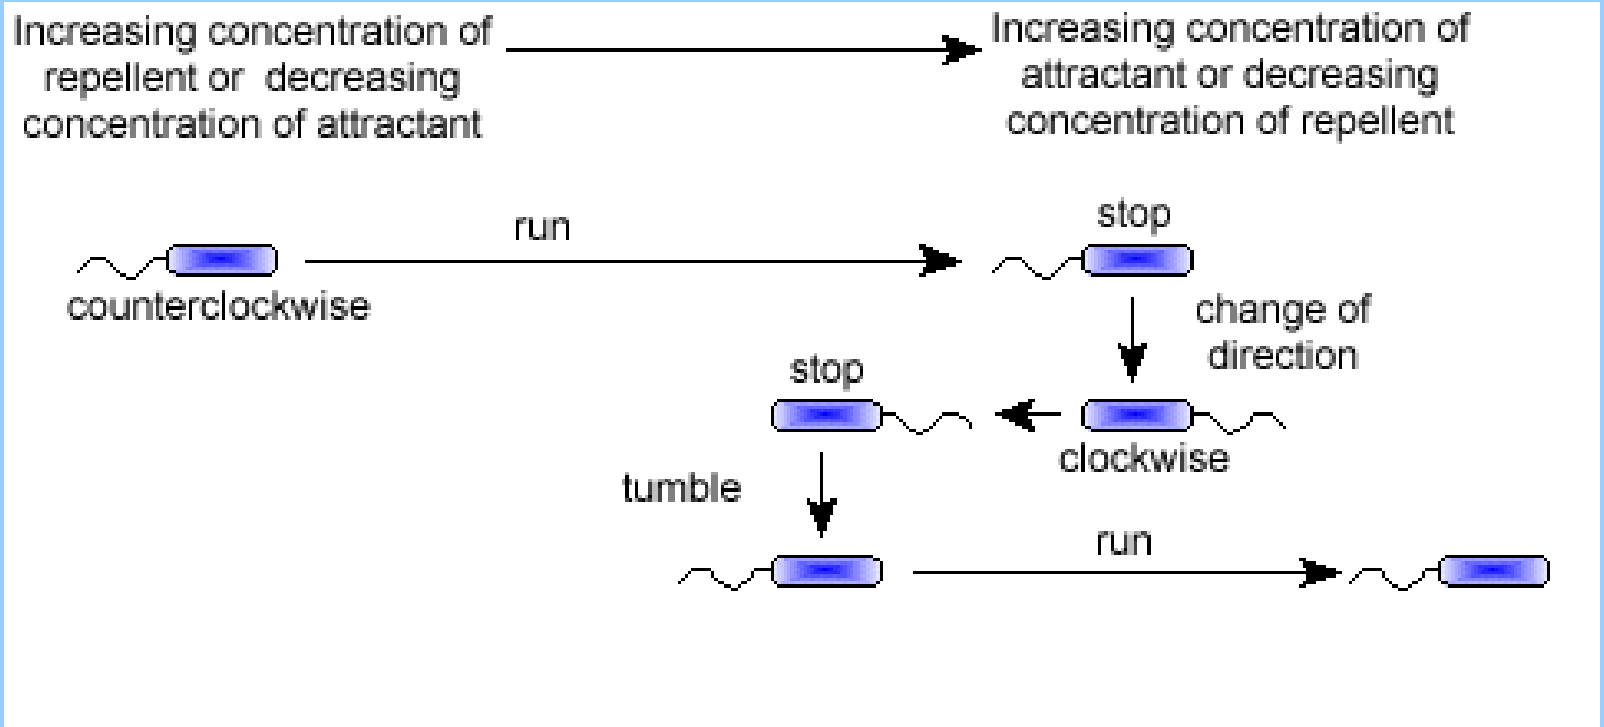 Increasing concentration of
repellent or decreasing
concentration of attractant
Increasing concentration of
attractant or decreasing
concentration of repellent
run
stop
counterclockwise
change of
direction
stop
clockwise
tumble
run